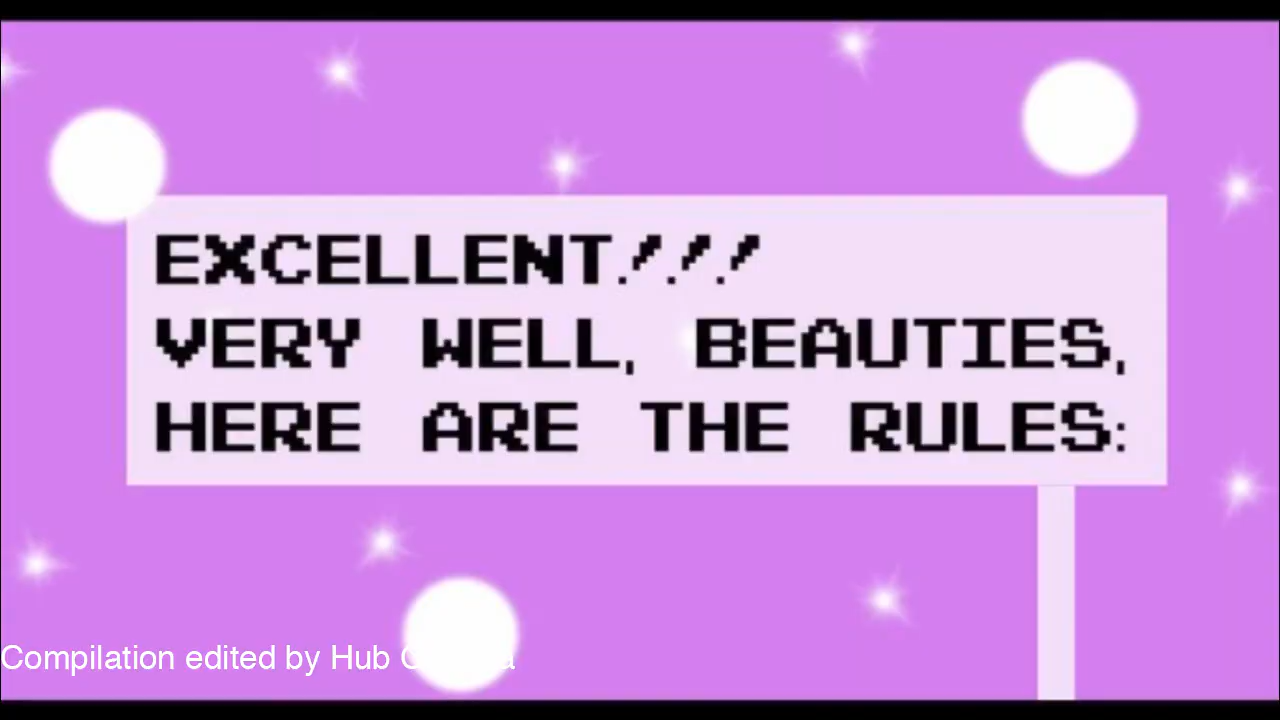 EXCELLENT!!!
VERY WELL, BEAUTIES,
HERE ARE THE RULES:
Compilation edited by Hub